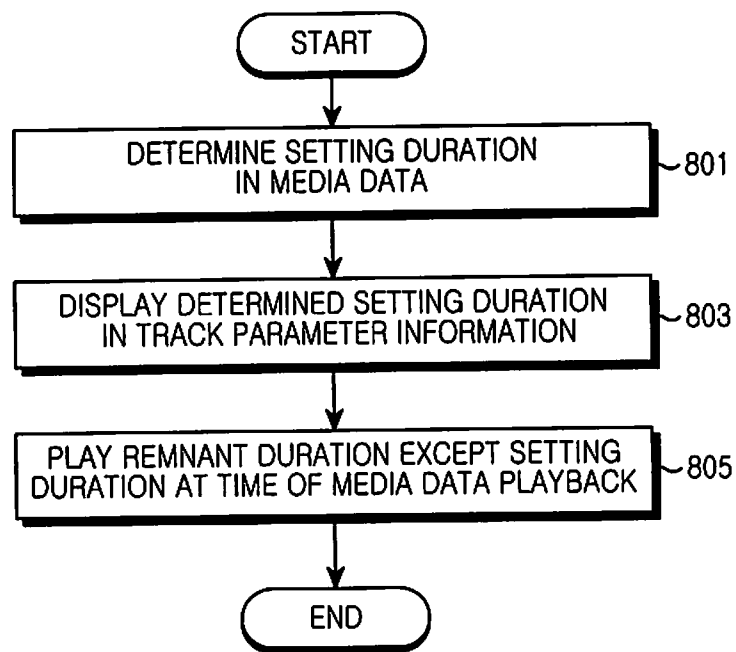 START
DETERMINE SETTING DURATION
IN MEDIA DATA
801
DISPLAY DETERMINED SETTING DURATION
IN TRACK PARAMETER INFORMATION
803
PLAY REMNANT DURATION EXCEPT SETTING
DURATION AT TIME OF MEDIA DATA PLAYBACK
805
END